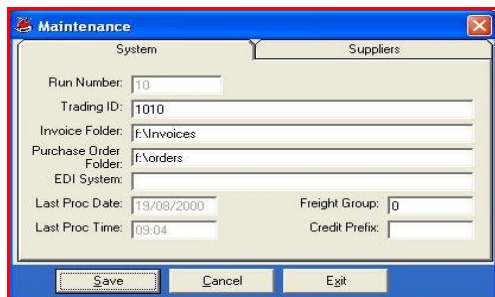 Maintenance
System Suppliers
Run Number: 10
Trading ID: 1010
Invoice Folder: f:\Invoices
Purchase Order
Folder: f:\orders
EDI System:
Last Proc Date: 19/08/2000 Freight Group: 0
Last Proc Time: 09:04 Credit Prefix:
Save Cancel Exit